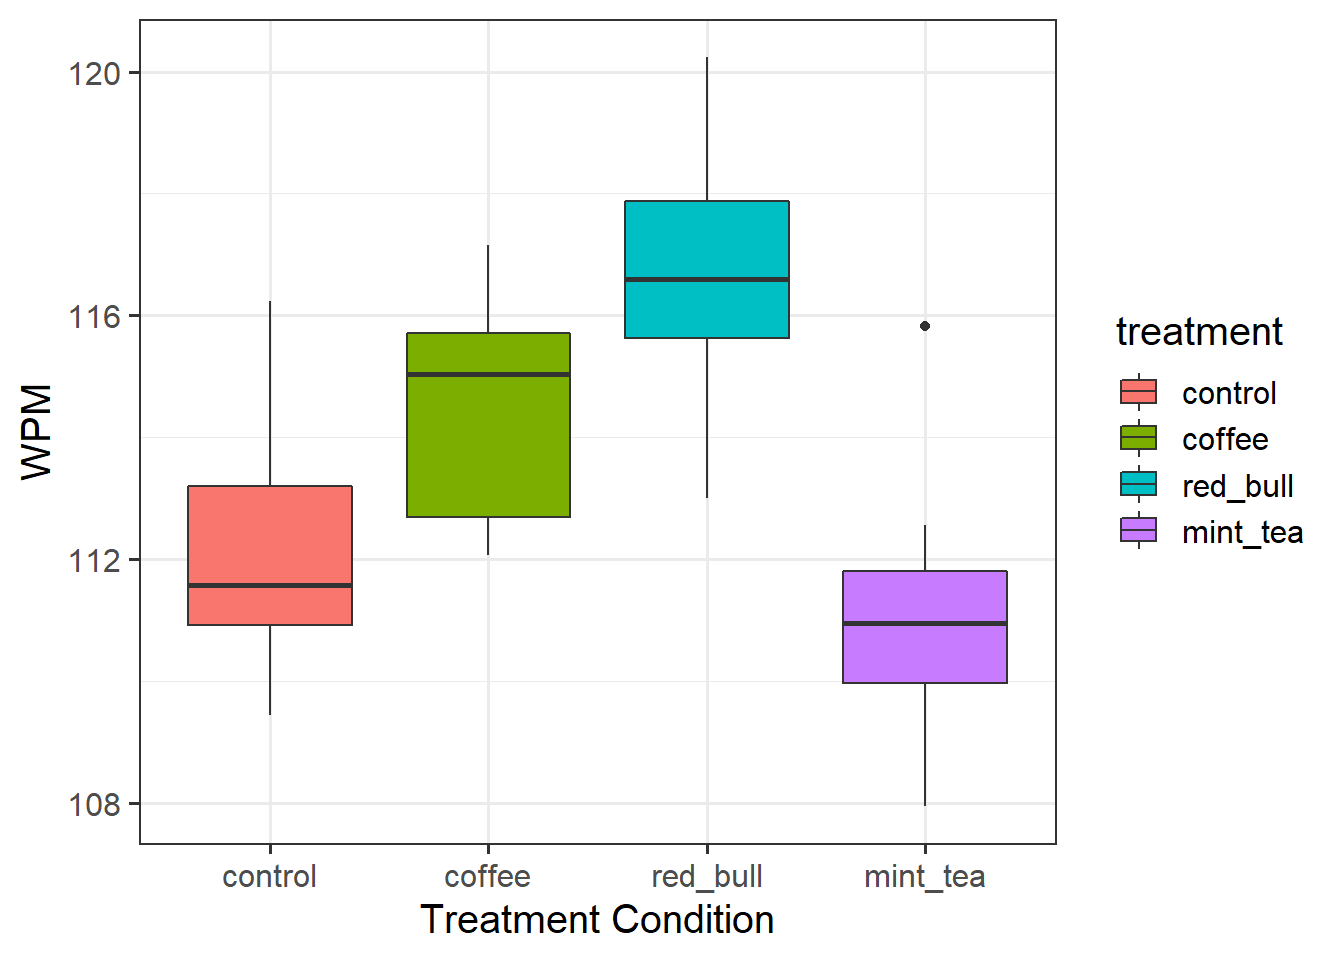 120
116
112
108
WPM
control coffee red_bull mint_tea
Treatment Condition
treatment
control
coffee
red_bull
mint_tea